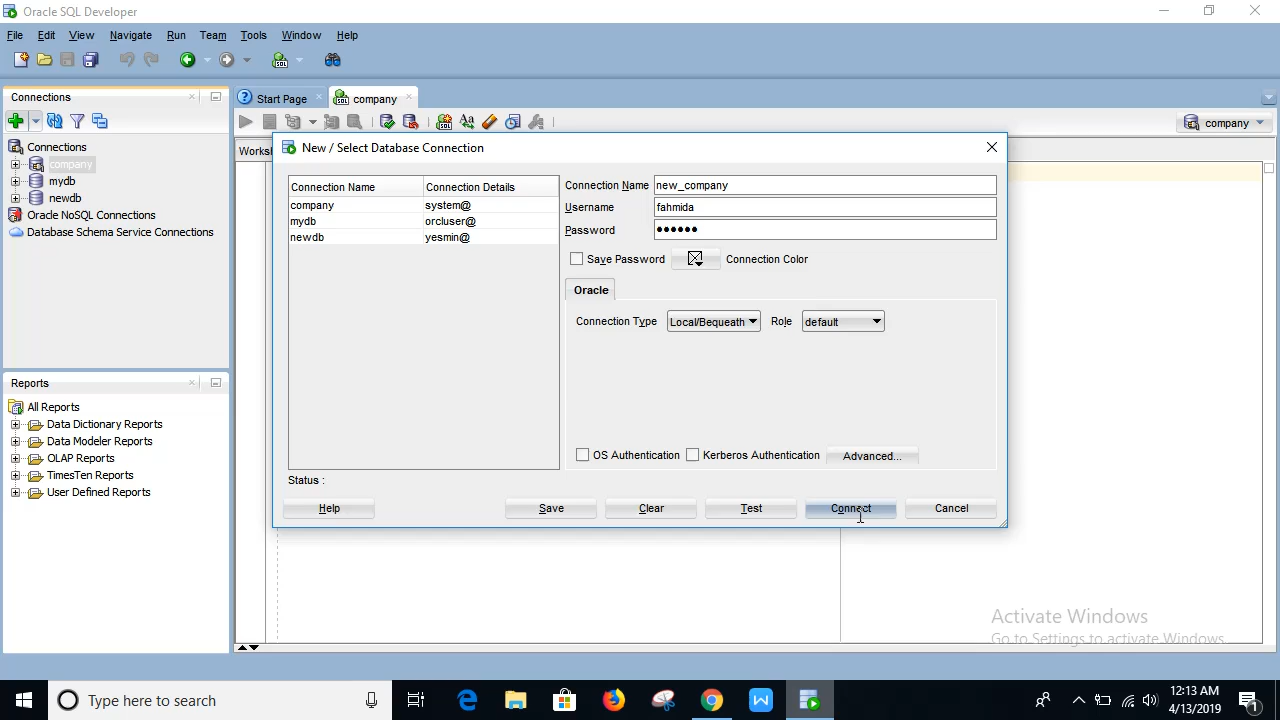 Oracle SQL Developer
File Edit View Navigate Run Team Tools Window Help
Connections
Start Page
company
company
Connections
company
mydb
newdb
Oracle NoSQL Connections
Database Schema Service Connections
Reports
All Reports
Data Dictionary Reports
Data Modeler Reports
OLAP Reports
TimesTen Reports
User Defined Reports
New / Select Database Connection
Connection Name Connection Details
company system@
mydb orcluser@
newdb yesmin@
Connection Name new_company
Username fahmida
Password ••••••
Save Password Connection Color
Oracle
Connection Type Local/Bequeath Role default
OS Authentication Kerberos Authentication Advanced...
Status :
Help Save Clear Test Connect Cancel
Activate Windows
Go to Settings to activate Windows.
Type here to search
12:13 AM
4/13/2019
1